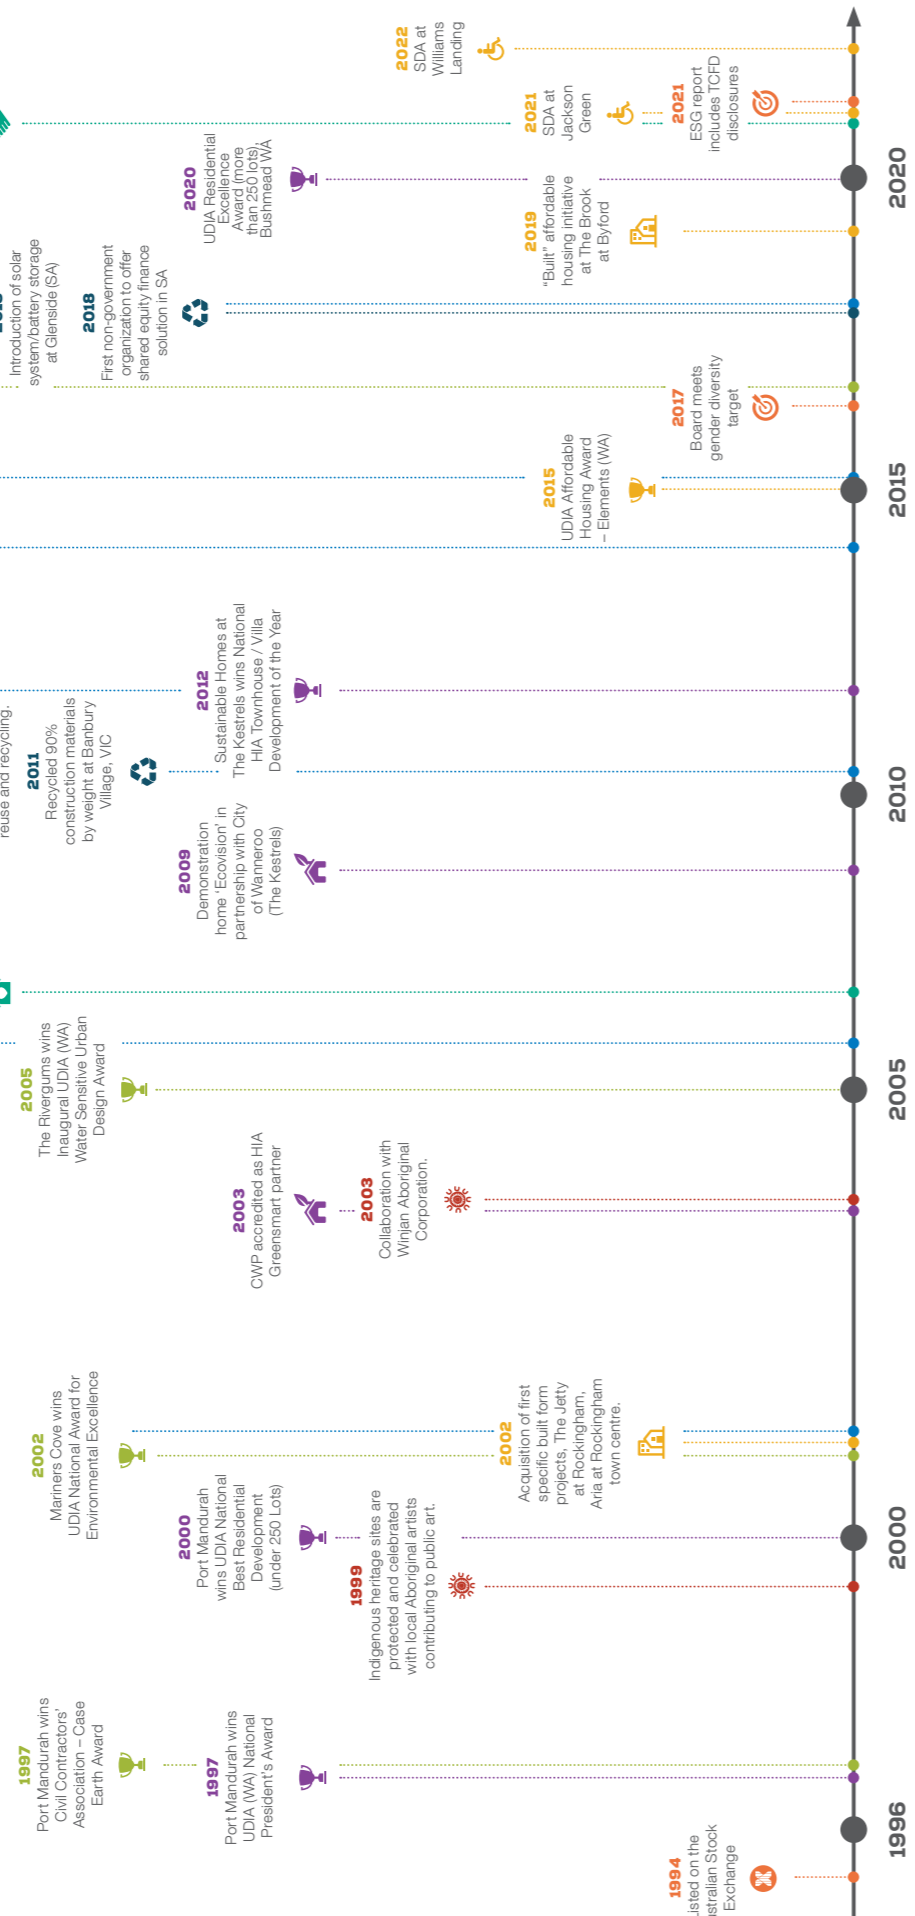 reuse and recycling.
Introduction of solar
system/battery storage
at Glenside (SA)
1997
Port Mandurah wins
Civil Contractors'
Association – Case
Earth Award
2002
Mariners Cove wins
UDIA National Award for
Environmental Excellence
2005
The Rivergums wins
Inaugural UDIA (WA)
Water Sensitive Urban
Design Award
2011
Recycled 90%
construction materials
by weight at Banbury
Village, VIC
2018
First non-government
organization to offer
shared equity finance
solution in SA
1997
Port Mandurah wins
UDIA (WA) National
President's Award
2000
Port Mandurah
wins UDIA National
Best Residential
Development
(under 250 Lots)
2003
CWP accredited as HIA
Greensmart partner
2009
Demonstration
home 'Ecovision' in
partnership with City
of Wanneroo
(The Kestrels)
2012
Sustainable Homes at
The Kestrels wins National
HIA Townhouse / Villa
Development of the Year
2020
UDIA Residential
Excellence
Award (more
than 250 lots),
Bushmead WA
1999
Indigenous heritage sites are
protected and celebrated
with local Aboriginal artists
contributing to public art.
2003
Collaboration with
Winjan Aboriginal
Corporation.
2022
SDA at
Williams
Landing
2002
Acquisition of first
specific built form
projects, The Jetty
at Rockingham,
Aria at Rockingham
town centre.
2015
UDIA Affordable
Housing Award
– Elements (WA)
2019
"Built" affordable
housing initiative
at The Brook
at Byford
2021
SDA at
Jackson
Green
1994
Listed on the
Australian Stock
Exchange
2017
Board meets
gender diversity
target
2021
ESG report
includes TCFD
disclosures
1996
2000
2005
2010
2015
2020